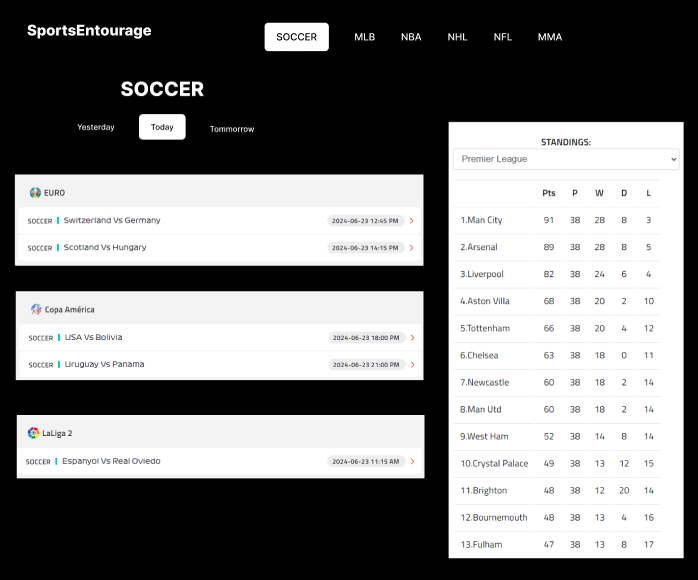 SportsEntourage
SOCCER MLB NBA NHL NFL MMA
SOCCER
Yesterday Today Tommorrow
EURO
SOCCER Switzerland Vs Germany 2024-06-23 12:45 PM
SOCCER Scotland Vs Hungary 2024-06-23 14:15 PM
Copa América
SOCCER USA Vs Bolivia 2024-06-23 18:00 PM
SOCCER Uruguay Vs Panama 2024-06-23 21:00 PM
LaLiga 2
SOCCER Espanyol Vs Real Oviedo 2024-06-23 11:15 AM
STANDINGS:
Premier League
Pts P W D L
1.Man City 91 38 28 8 3
2.Arsenal 89 38 28 8 5
3.Liverpool 82 38 24 6 4
4.Aston Villa 68 38 20 2 10
5.Tottenham 66 38 20 4 12
6.Chelsea 63 38 18 0 11
7.Newcastle 60 38 18 2 14
8.Man Utd 60 38 18 2 14
9.West Ham 52 38 14 8 14
10.Crystal Palace 49 38 13 12 15
11.Brighton 48 38 12 20 14
12.Bournemouth 48 38 13 4 16
13.Fulham 47 38 13 8 17